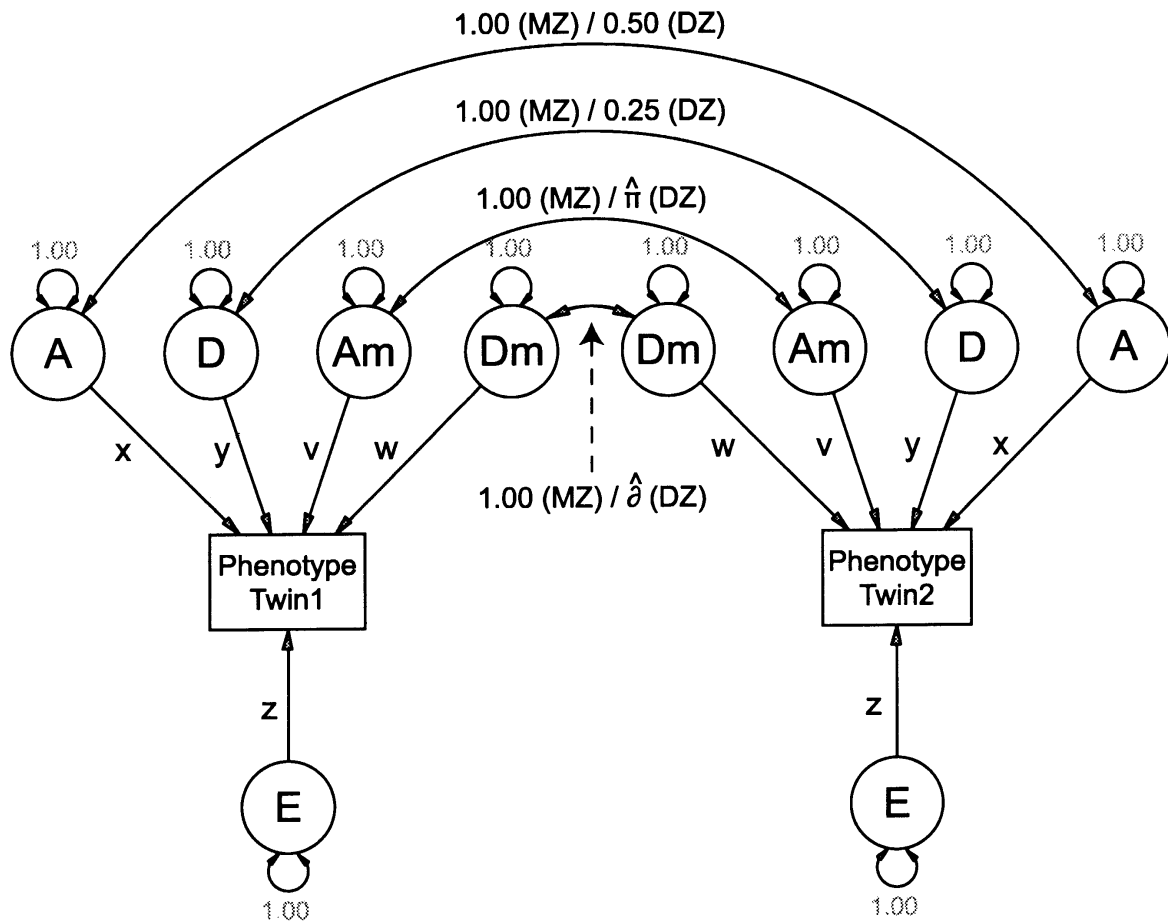 1.00 (MZ) / 0.50 (DZ)
1.00 (MZ) / 0.25 (DZ)
1.00 (MZ) / π̂ (DZ)
1.00 1.00 1.00 1.00 1.00 1.00 1.00 1.00
A D Am Dm Dm Am D A
x y v w w v y x
1.00 (MZ) / ∂̂ (DZ)
Phenotype
Twin1
Phenotype
Twin2
z z
E E
1.00 1.00